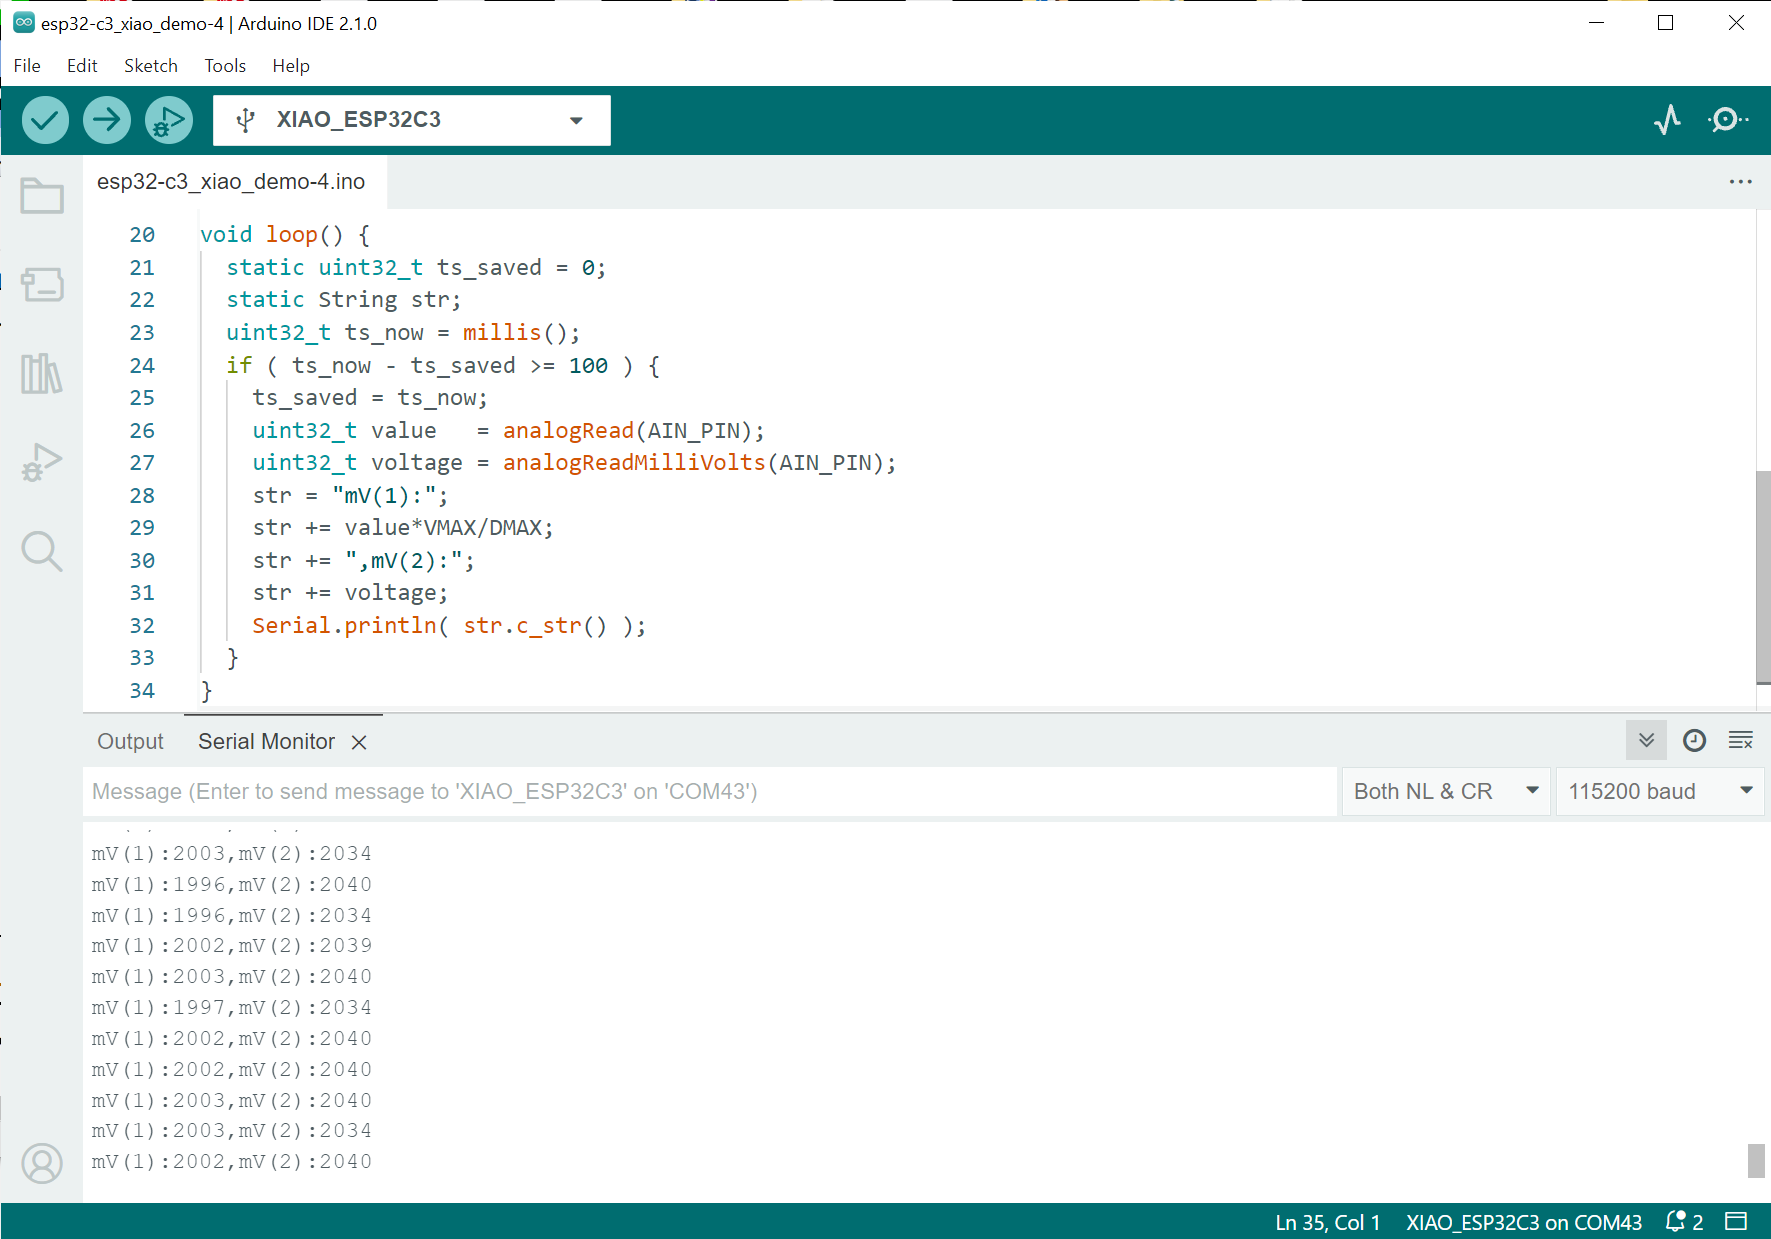 esp32-c3_xiao_demo-4 | Arduino IDE 2.1.0
File Edit Sketch Tools Help
XIAO_ESP32C3
esp32-c3_xiao_demo-4.ino
20 void loop() {
21 static uint32_t ts_saved = 0;
22 static String str;
23 uint32_t ts_now = millis();
24 if ( ts_now - ts_saved >= 100 ) {
25 ts_saved = ts_now;
26 uint32_t value   = analogRead(AIN_PIN);
27 uint32_t voltage = analogReadMilliVolts(AIN_PIN);
28 str = "mV(1):";
29 str += value*VMAX/DMAX;
30 str += ",mV(2):";
31 str += voltage;
32 Serial.println( str.c_str() );
33 }
34 }
Output Serial Monitor
Message (Enter to send message to 'XIAO_ESP32C3' on 'COM43') Both NL & CR 115200 baud
mV(1):2003,mV(2):2034
mV(1):1996,mV(2):2040
mV(1):1996,mV(2):2034
mV(1):2002,mV(2):2039
mV(1):2003,mV(2):2040
mV(1):1997,mV(2):2034
mV(1):2002,mV(2):2040
mV(1):2002,mV(2):2040
mV(1):2003,mV(2):2040
mV(1):2003,mV(2):2034
mV(1):2002,mV(2):2040
Ln 35, Col 1 XIAO_ESP32C3 on COM43 2